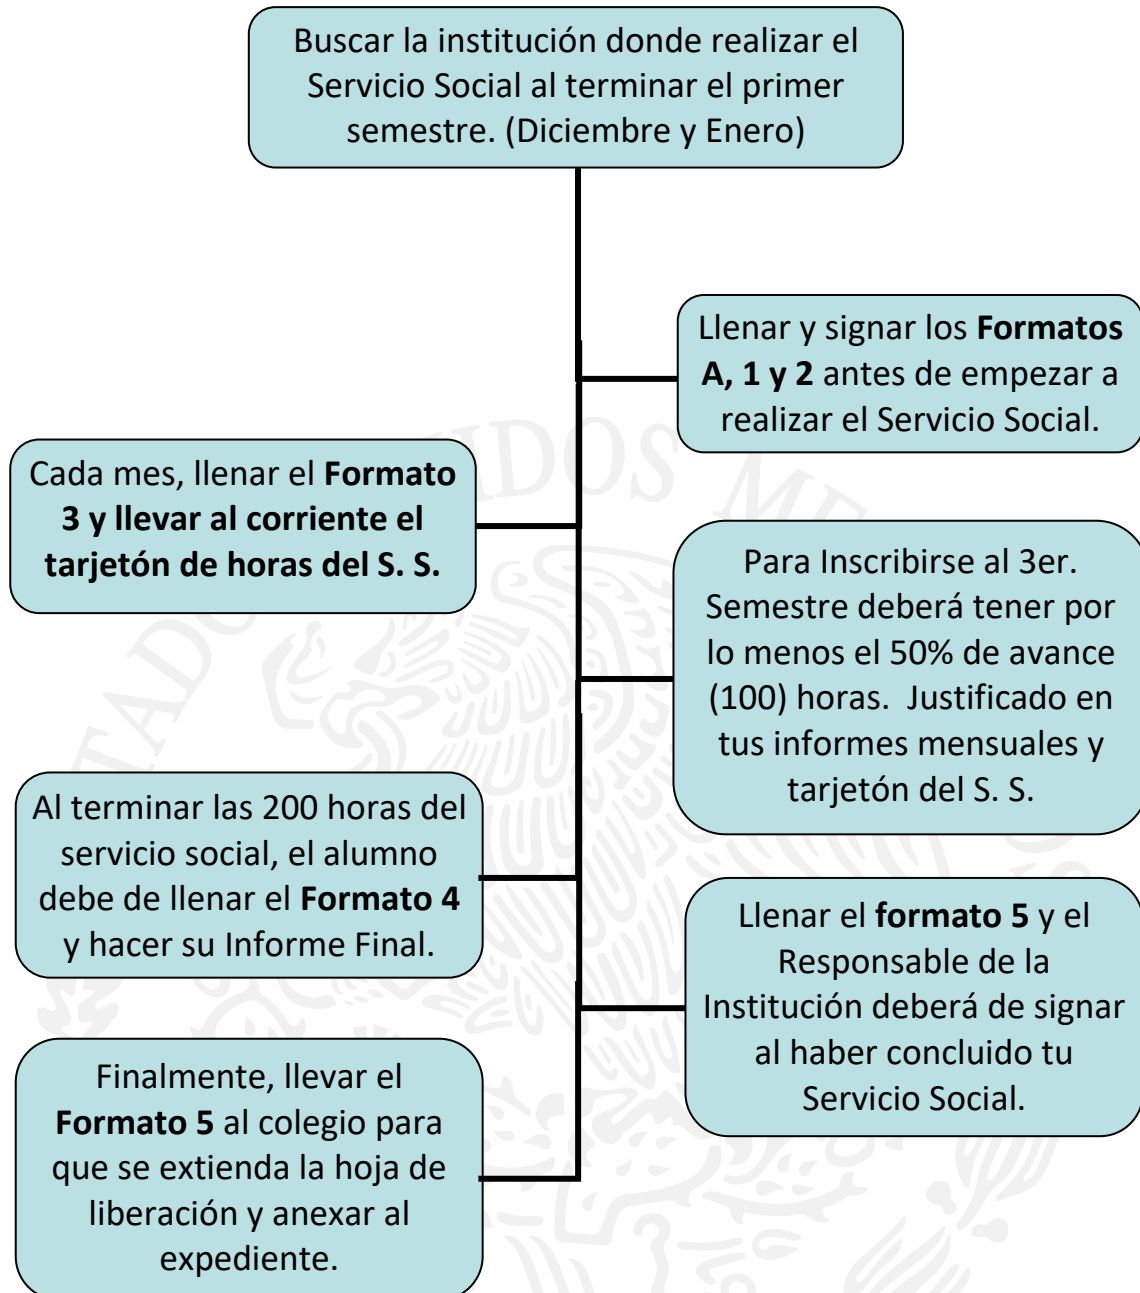 Buscar la institución donde realizar el
Servicio Social al terminar el primer
semestre. (Diciembre y Enero)
Llenar y signar los Formatos
A, 1 y 2 antes de empezar a
realizar el Servicio Social.
Cada mes, llenar el Formato
3 y llevar al corriente el
tarjetón de horas del S. S.
Para Inscribirse al 3er.
Semestre deberá tener por
lo menos el 50% de avance
(100) horas. Justificado en
tus informes mensuales y
tarjetón del S. S.
Al terminar las 200 horas del
servicio social, el alumno
debe de llenar el Formato 4
y hacer su Informe Final.
Llenar el formato 5 y el
Responsable de la
Institución deberá de signar
al haber concluido tu
Servicio Social.
Finalmente, llevar el
Formato 5 al colegio para
que se extienda la hoja de
liberación y anexar al
expediente.